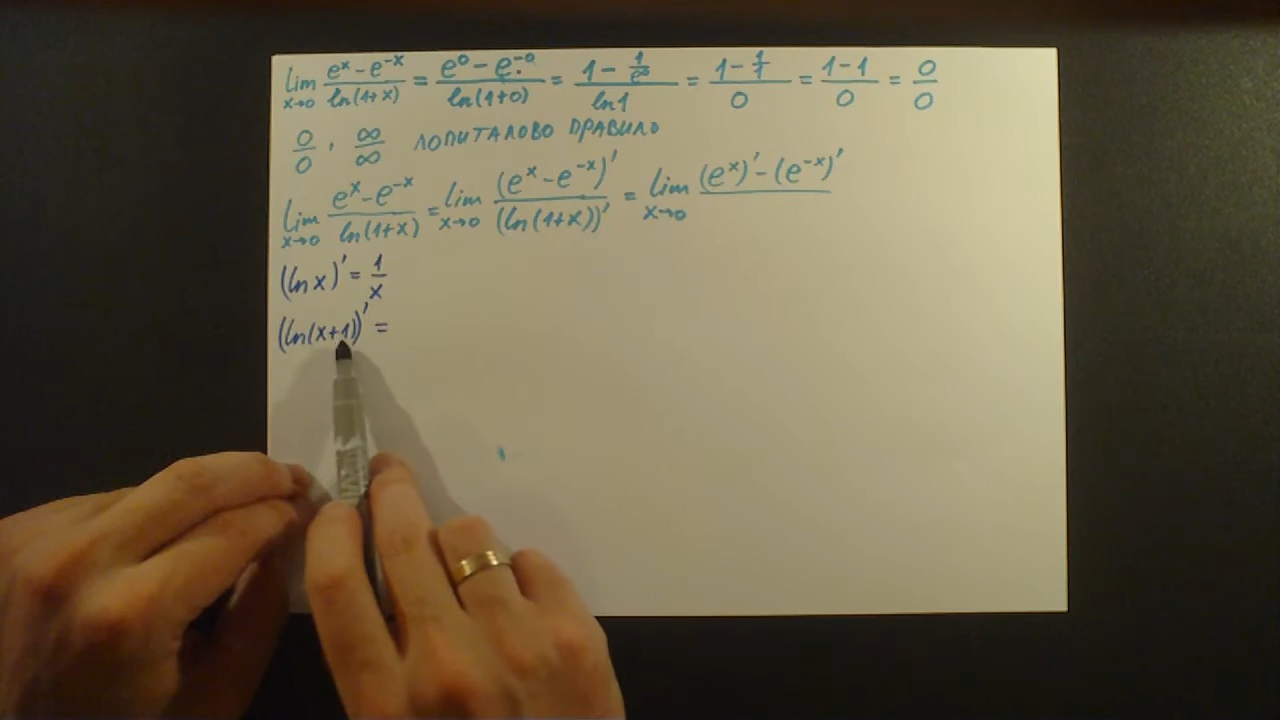 lim x→0 (e^x - e^-x)/(ln(1+x)) = (e^0 - e^-0)/(ln(1+0)) = (1 - 1/e^0)/(ln1) = (1 - 1/1)/0 = (1-1)/0 = 0/0
0/0 , ∞/∞ ЛОПИТАЛОВО ПРАВИЛО
lim x→0 (e^x - e^-x)/(ln(1+x)) = lim x→0 (e^x - e^-x)'/(ln(1+x))' = lim x→0 (e^x)' - (e^-x)'
(ln x)' = 1/x
(ln(x+1))' =